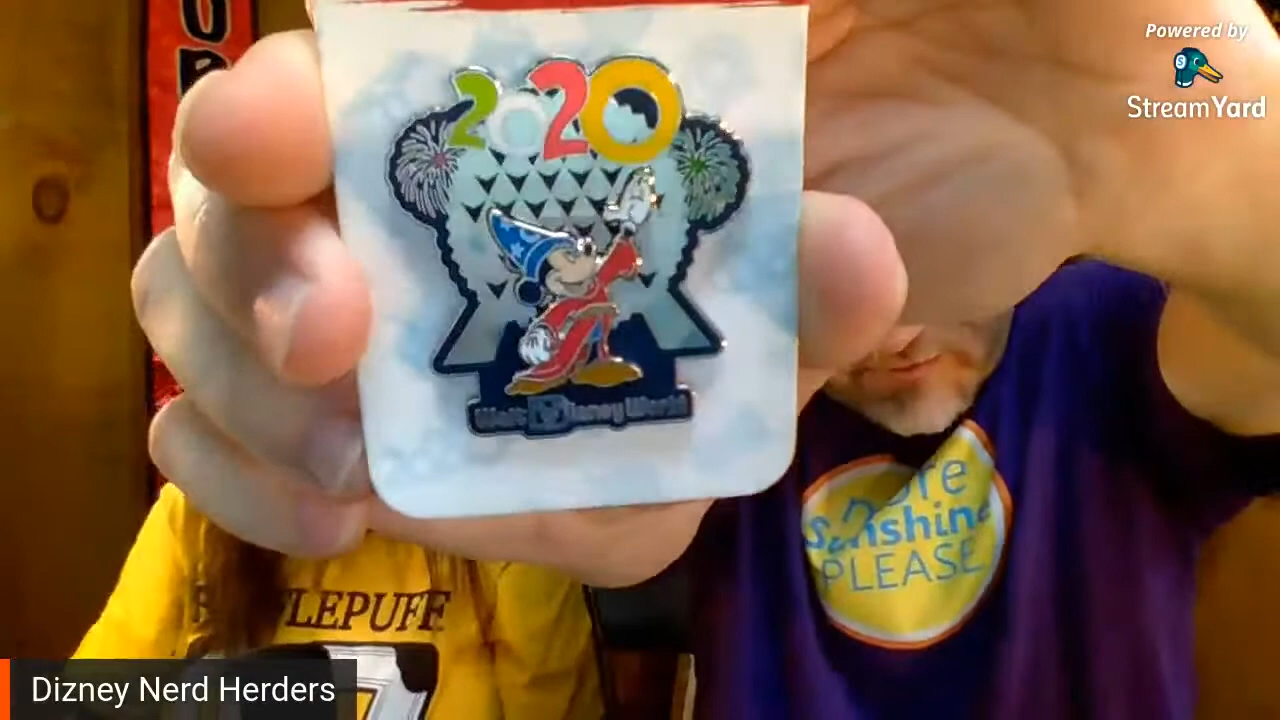 Powered by
StreamYard
2020
Walt Disney World
more
Sunshine
PLEASE
LEPUFF
Dizney Nerd Herders